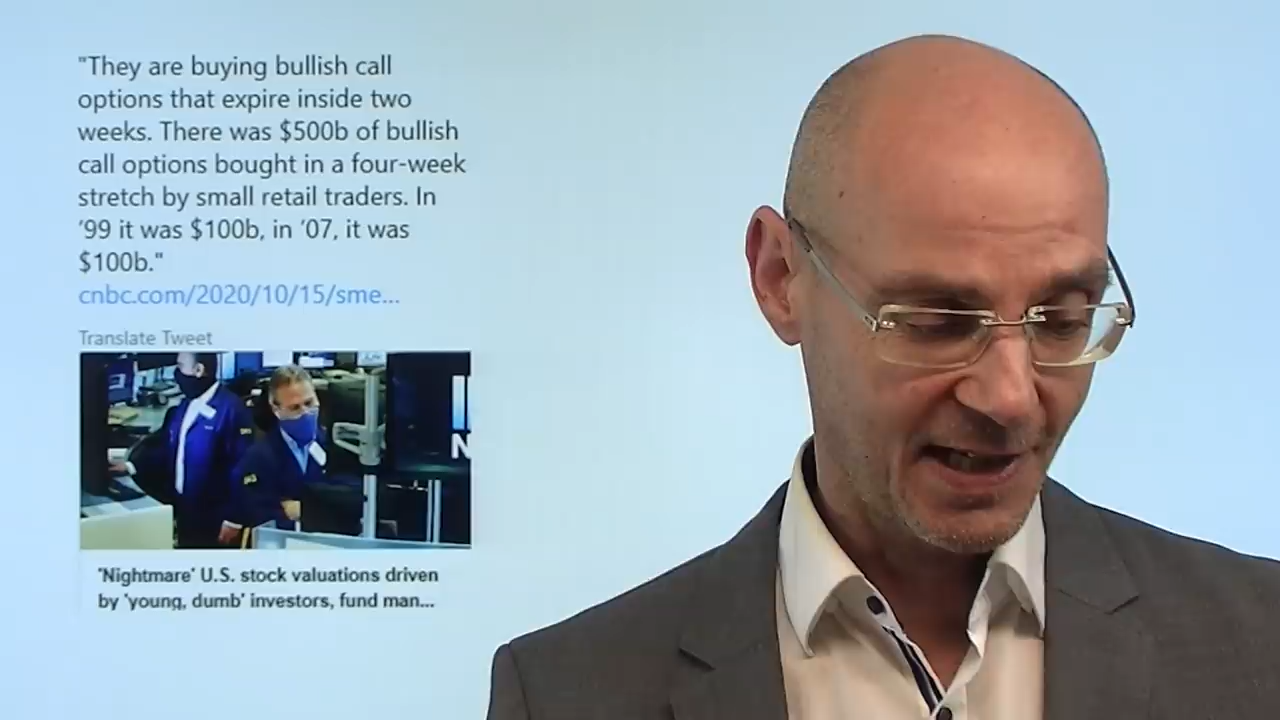 "They are buying bullish call
options that expire inside two
weeks. There was $500b of bullish
call options bought in a four-week
stretch by small retail traders. In
’99 it was $100b, in ’07, it was
$100b."
cnbc.com/2020/10/15/sme...
Translate Tweet
N
'Nightmare' U.S. stock valuations driven
by 'young, dumb' investors, fund man...